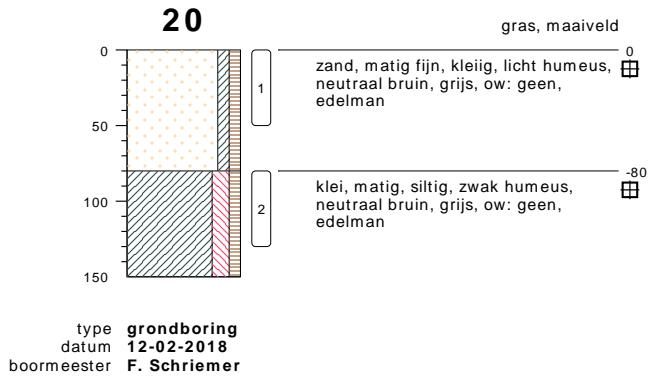 20
gras, maaiveld
0
0
zand, matig fijn, kleiig, licht humeus,
neutraal bruin, grijs, ow: geen,
edelman
1
50
-80
klei, matig, siltig, zwak humeus,
neutraal bruin, grijs, ow: geen,
edelman
100
2
150
type grondboring
datum 12-02-2018
boormeester F. Schriemer